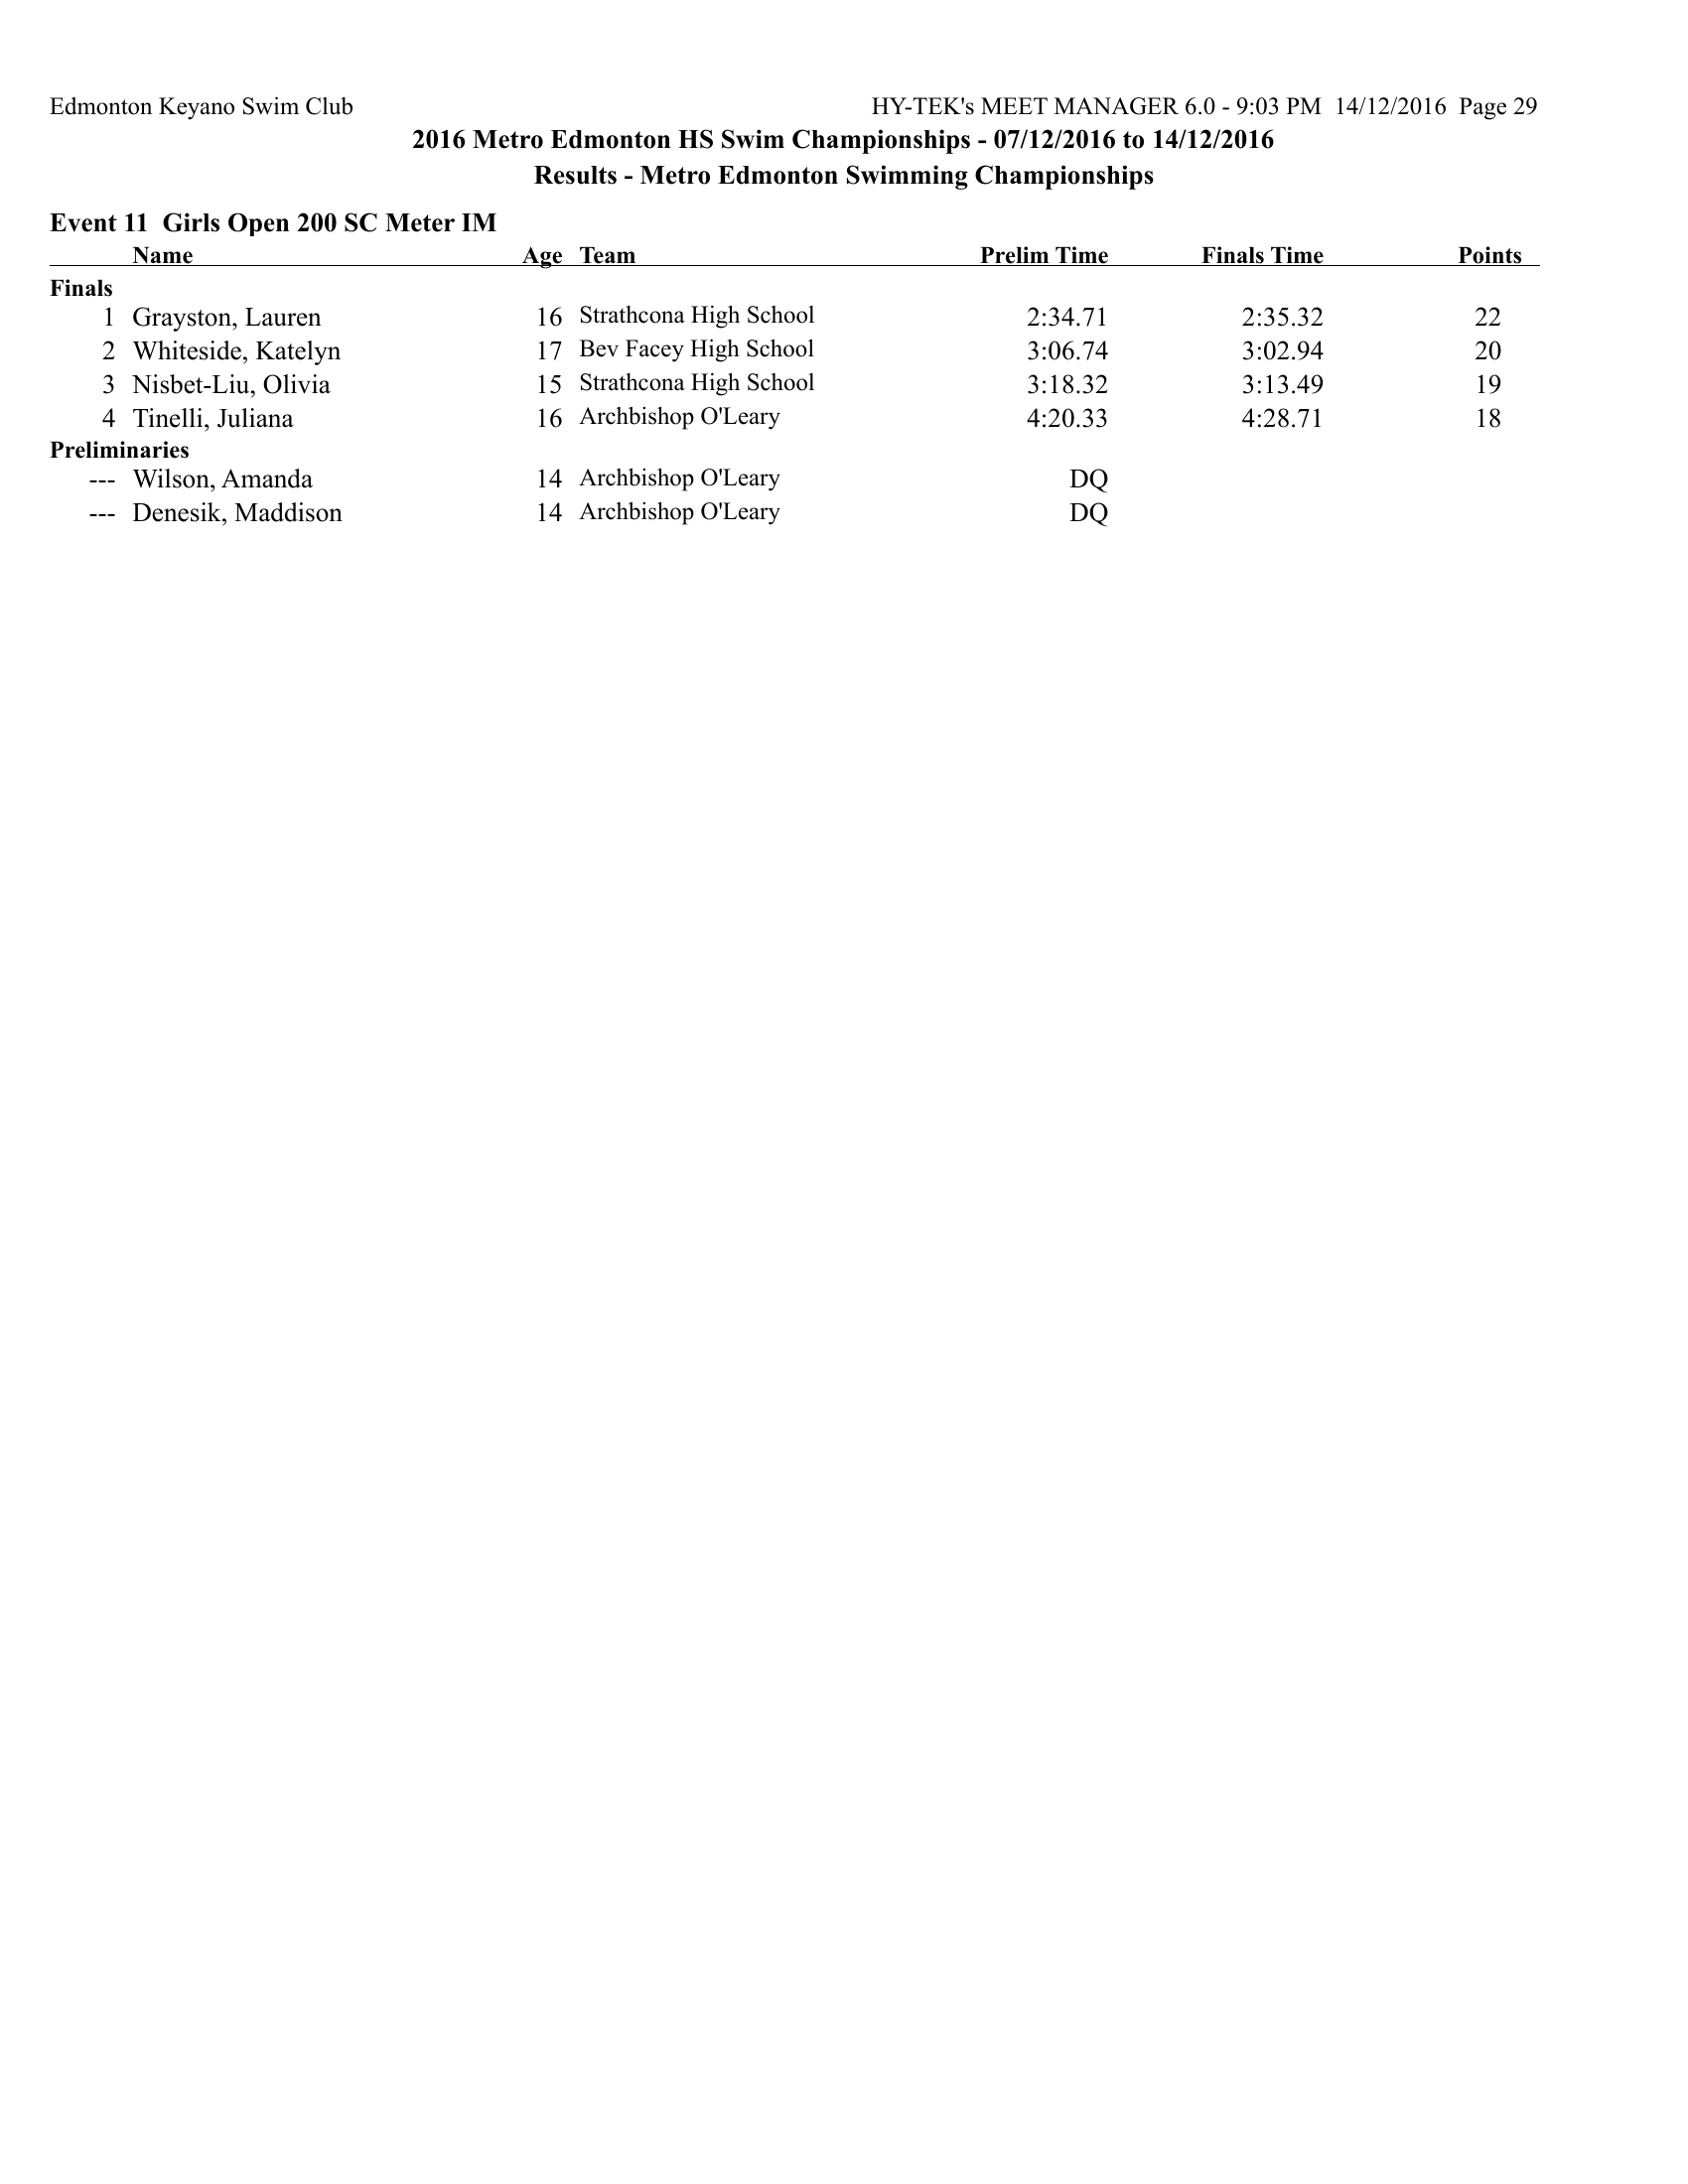 Edmonton Keyano Swim Club HY-TEK's MEET MANAGER 6.0 - 9:03 PM 14/12/2016 Page 29
2016 Metro Edmonton HS Swim Championships - 07/12/2016 to 14/12/2016
Results - Metro Edmonton Swimming Championships
Event 11 Girls Open 200 SC Meter IM
Name Age Team Prelim Time Finals Time Points
Finals
1 Grayston, Lauren 16 Strathcona High School 2:34.71 2:35.32 22
2 Whiteside, Katelyn 17 Bev Facey High School 3:06.74 3:02.94 20
3 Nisbet-Liu, Olivia 15 Strathcona High School 3:18.32 3:13.49 19
4 Tinelli, Juliana 16 Archbishop O'Leary 4:20.33 4:28.71 18
Preliminaries
--- Wilson, Amanda 14 Archbishop O'Leary DQ
--- Denesik, Maddison 14 Archbishop O'Leary DQ